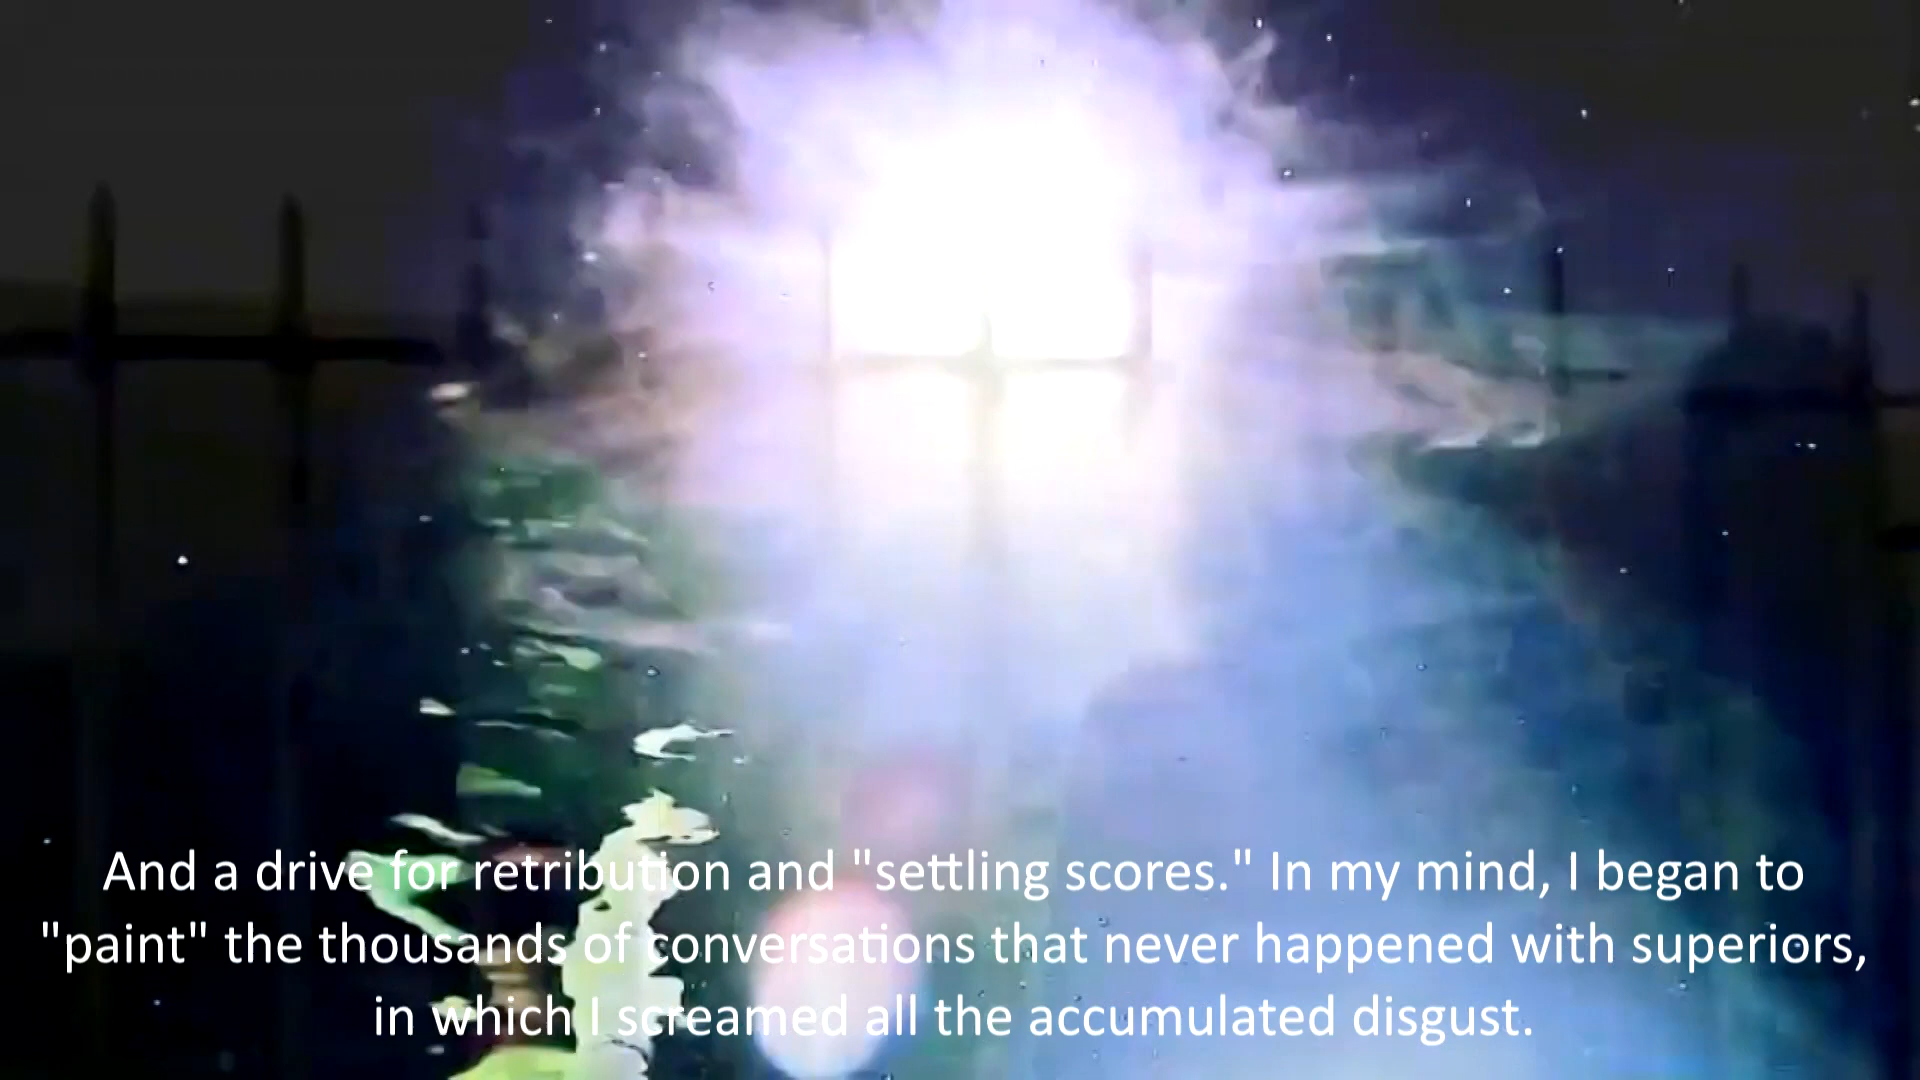 And a drive for retribution and "settling scores." In my mind, I began to
"paint" the thousands of conversations that never happened with superiors,
in which I screamed all the accumulated disgust.